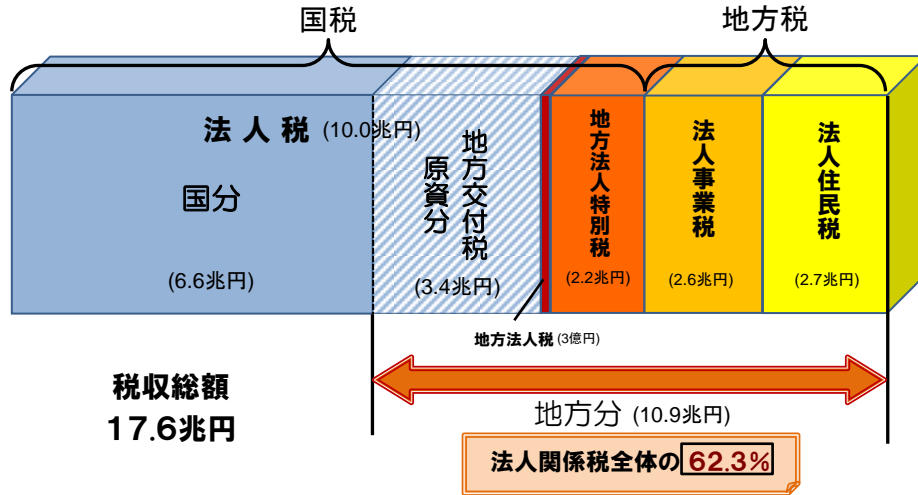 国税
地方税
法人税 (10.0兆円)
国分
(6.6兆円)
地方交付税
原資分
(3.4兆円)
地方法人特別税
(2.2兆円)
法人事業税
(2.6兆円)
法人住民税
(2.7兆円)
地方法人税 (3億円)
税収総額
17.6兆円
地方分 (10.9兆円)
法人関係税全体の 62.3%